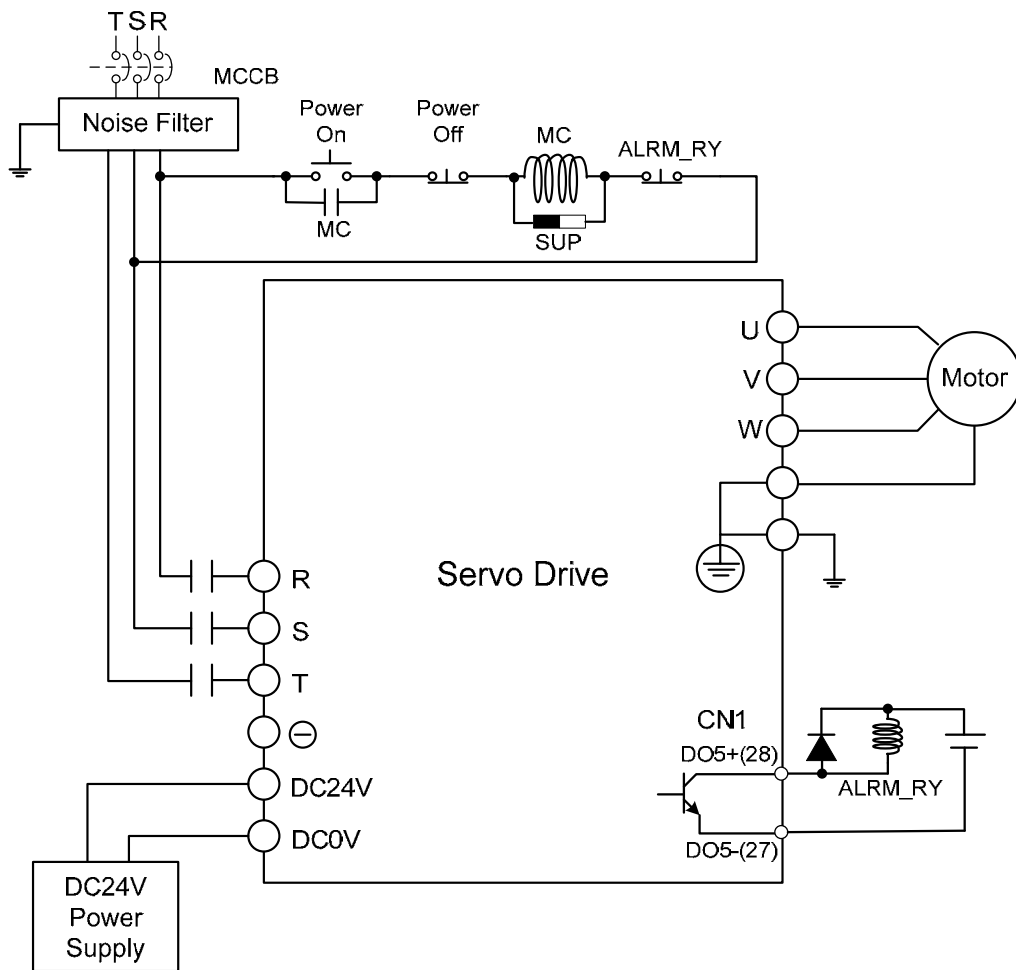 TSR
MCCB
Noise Filter
Power
On
Power
Off
MC
ALRM_RY
MC
SUP
U
V
W
Motor
Servo Drive
R
S
T
DC24V
DC0V
CN1
DO5+(28)
ALRM_RY
DO5-(27)
DC24V
Power
Supply